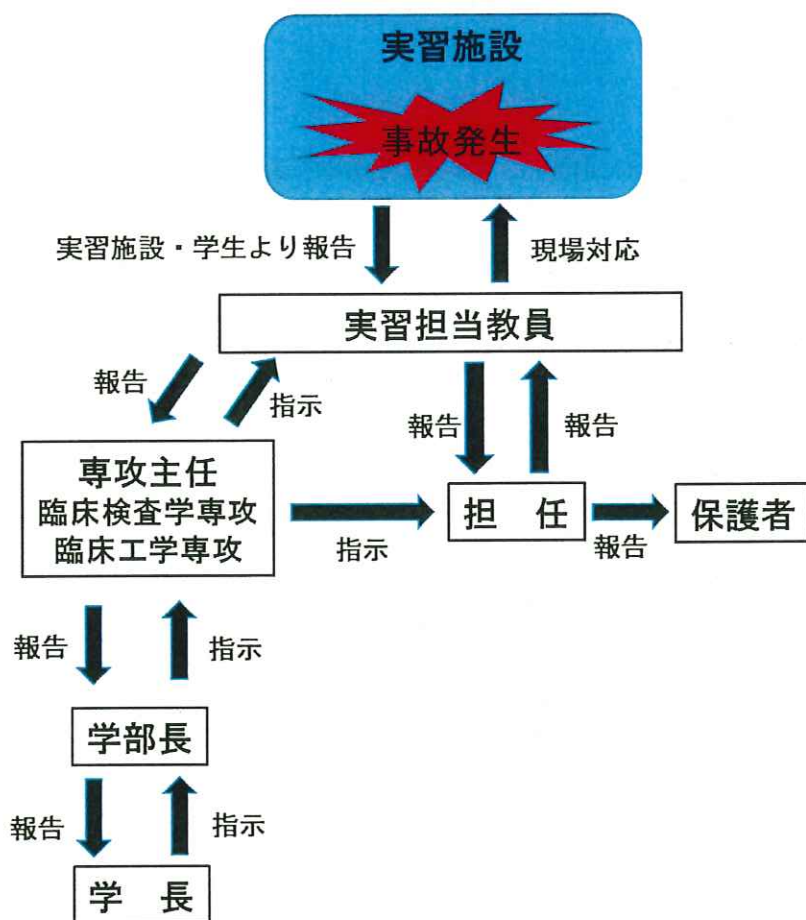 実習施設
事故発生
実習施設・学生より報告
現場対応
実習担当教員
報告
指示
報告
報告
専攻主任
臨床検査学専攻
臨床工学専攻
指示
担　任
報告
保護者
報告
指示
学部長
報告
指示
学　長